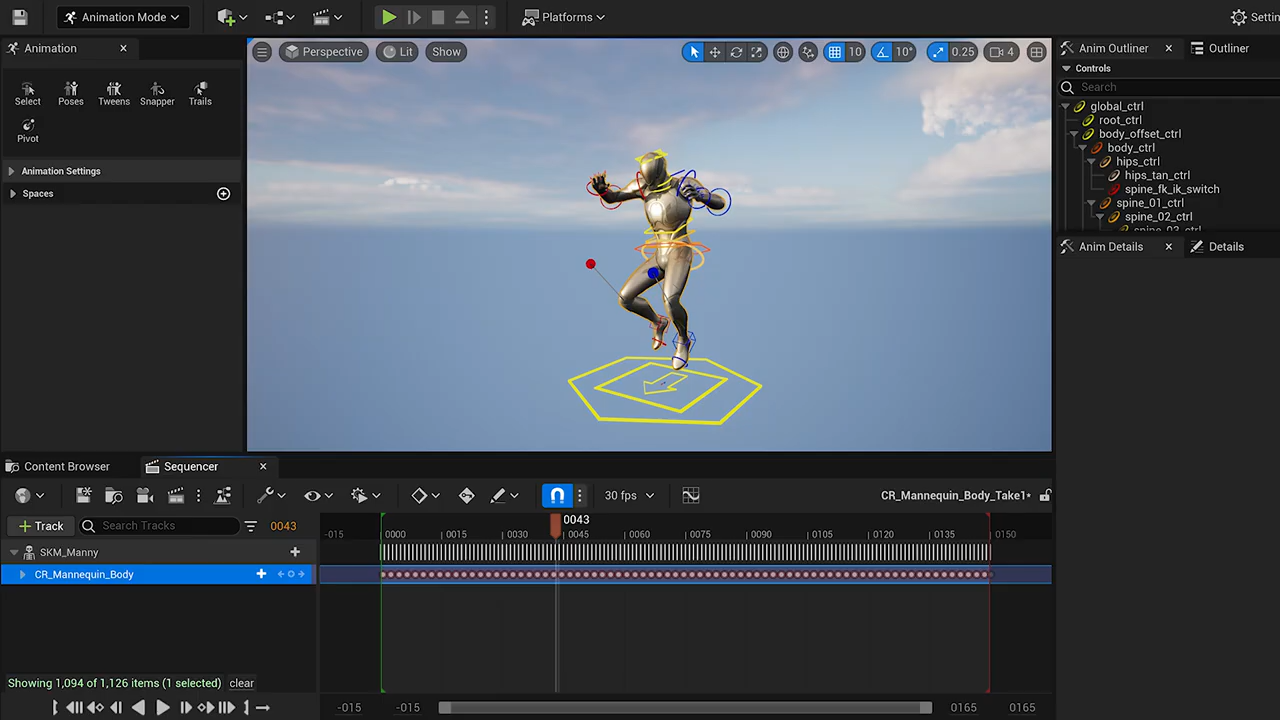 Animation Mode
Platforms
Settin
Animation
Select
Poses
Tweens
Snapper
Trails
Pivot
Animation Settings
Spaces
Perspective
Lit
Show
10
10°
0.25
4
Anim Outliner
Outliner
Controls
Search
global_ctrl
root_ctrl
body_offset_ctrl
body_ctrl
hips_ctrl
hips_tan_ctrl
spine_fk_ik_switch
spine_01_ctrl
spine_02_ctrl
spine_03_ctrl
Anim Details
Details
Content Browser
Sequencer
30 fps
CR_Mannequin_Body_Take1*
+ Track
Search Tracks
0043
0043
-015
0000
0015
0030
0045
0060
0075
0090
0105
0120
0135
0150
SKM_Manny
CR_Mannequin_Body
Showing 1,094 of 1,126 items (1 selected)
clear
-015
-015
0165
0165